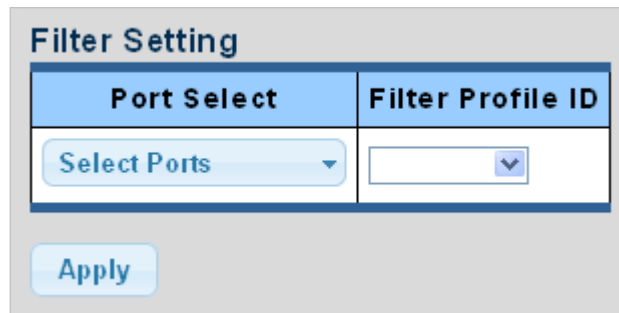 Filter Setting
Port Select Filter Profile ID
Select Ports
Apply